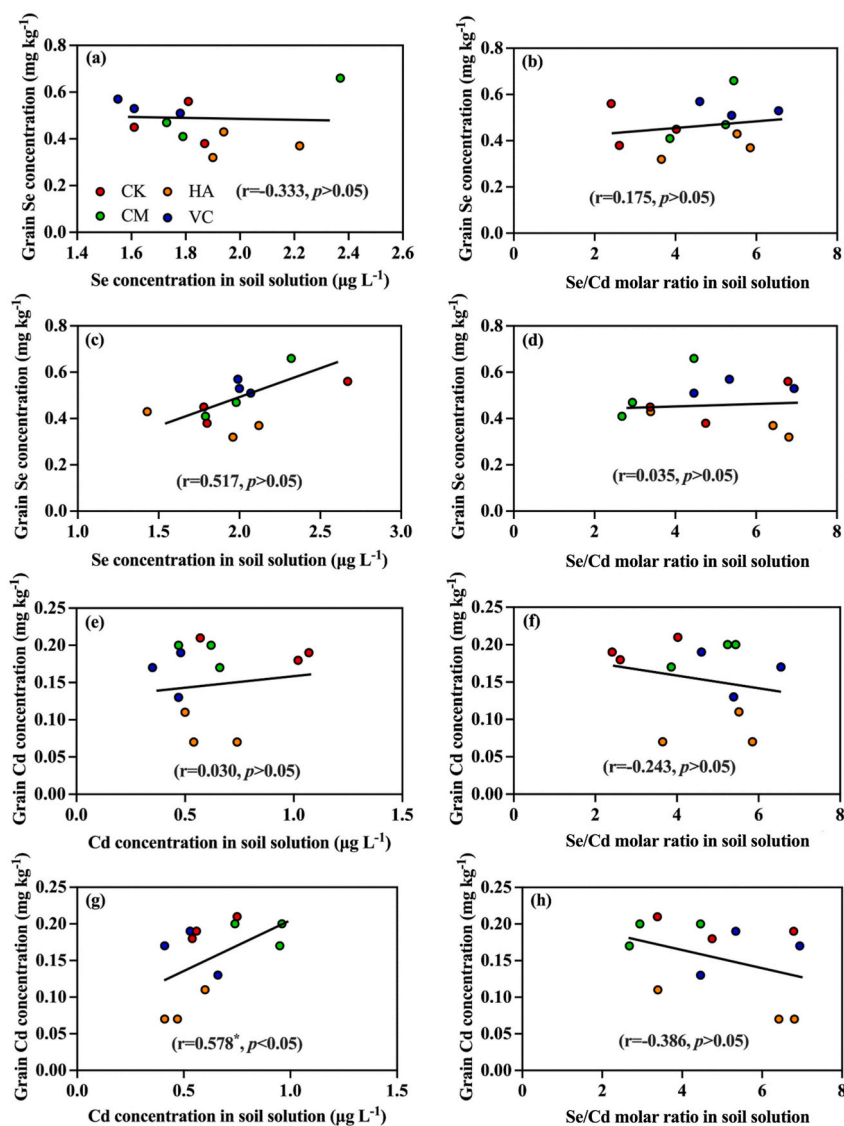 (a)
Grain Se concentration (mg kg⁻¹)
0.8
0.6
0.4
0.2
0.0
CK HA
CM VC
(r=-0.333, p>0.05)
1.4 1.6 1.8 2.0 2.2 2.4 2.6
Se concentration in soil solution (µg L⁻¹)
(b)
Grain Se concentration (mg kg⁻¹)
0.8
0.6
0.4
0.2
0.0
(r=0.175, p>0.05)
0 2 4 6 8
Se/Cd molar ratio in soil solution
(c)
Grain Se concentration (mg kg⁻¹)
0.8
0.6
0.4
0.2
0.0
(r=0.517, p>0.05)
1.0 1.5 2.0 2.5 3.0
Se concentration in soil solution (µg L⁻¹)
(d)
Grain Se concentration (mg kg⁻¹)
0.8
0.6
0.4
0.2
0.0
(r=0.035, p>0.05)
0 2 4 6 8
Se/Cd molar ratio in soil solution
(e)
Grain Cd concentration (mg kg⁻¹)
0.25
0.20
0.15
0.10
0.05
0.00
(r=0.030, p>0.05)
0.0 0.5 1.0 1.5
Cd concentration in soil solution (µg L⁻¹)
(f)
Grain Cd concentration (mg kg⁻¹)
0.25
0.20
0.15
0.10
0.05
0.00
(r=-0.243, p>0.05)
0 2 4 6 8
Se/Cd molar ratio in soil solution
(g)
Grain Cd concentration (mg kg⁻¹)
0.25
0.20
0.15
0.10
0.05
0.00
(r=0.578*, p<0.05)
0.0 0.5 1.0 1.5
Cd concentration in soil solution (µg L⁻¹)
(h)
Grain Cd concentration (mg kg⁻¹)
0.25
0.20
0.15
0.10
0.05
0.00
(r=-0.386, p>0.05)
0 2 4 6 8
Se/Cd molar ratio in soil solution